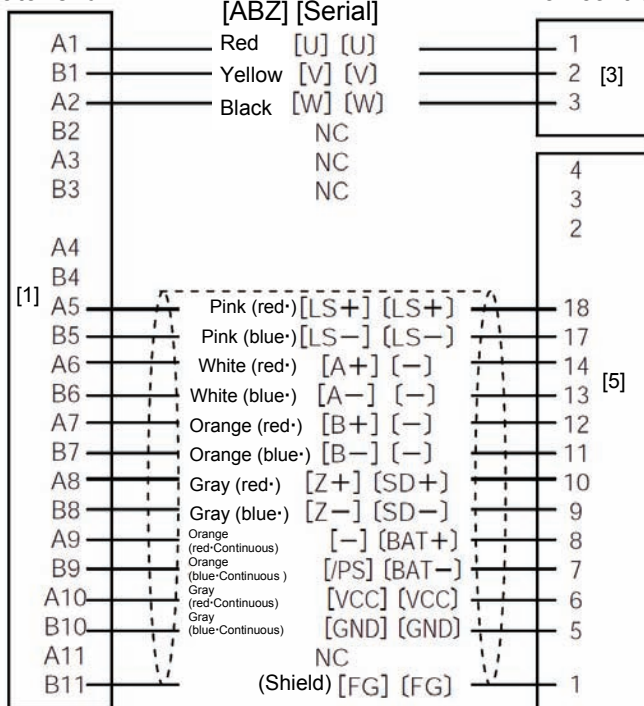 [ABZ] [Serial]
A1 Red [U] (U) 1
B1 Yellow [V] (V) 2 [3]
A2 Black [W] (W) 3
B2 NC
A3 NC 4
B3 NC 3
2
A4
B4
[1] A5 Pink (red·) [LS+] (LS+) 18
B5 Pink (blue·) [LS−] (LS−) 17
A6 White (red·) [A+] (−) 14
B6 White (blue·) [A−] (−) 13 [5]
A7 Orange (red·) [B+] (−) 12
B7 Orange (blue·) [B−] (−) 11
A8 Gray (red·) [Z+] (SD+) 10
B8 Gray (blue·) [Z−] (SD−) 9
A9 Orange (red·Continuous) [−] (BAT+) 8
B9 Orange (blue·Continuous ) [/PS] (BAT−) 7
A10 Gray (red·Continuous) [VCC] (VCC) 6
B10 Gray (blue·Continuous) [GND] (GND) 5
A11 NC
B11 (Shield) [FG] (FG) 1